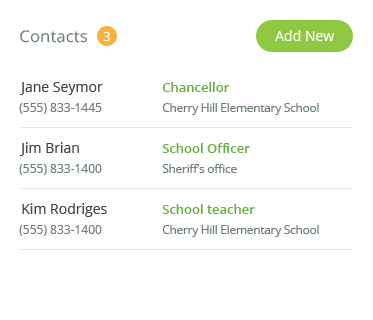 Contacts 3 Add New
Jane Seymor Chancellor
(555) 833-1445 Cherry Hill Elementary School
Jim Brian School Officer
(555) 833-1400 Sheriff's office
Kim Rodriges School teacher
(555) 833-1400 Cherry Hill Elementary School